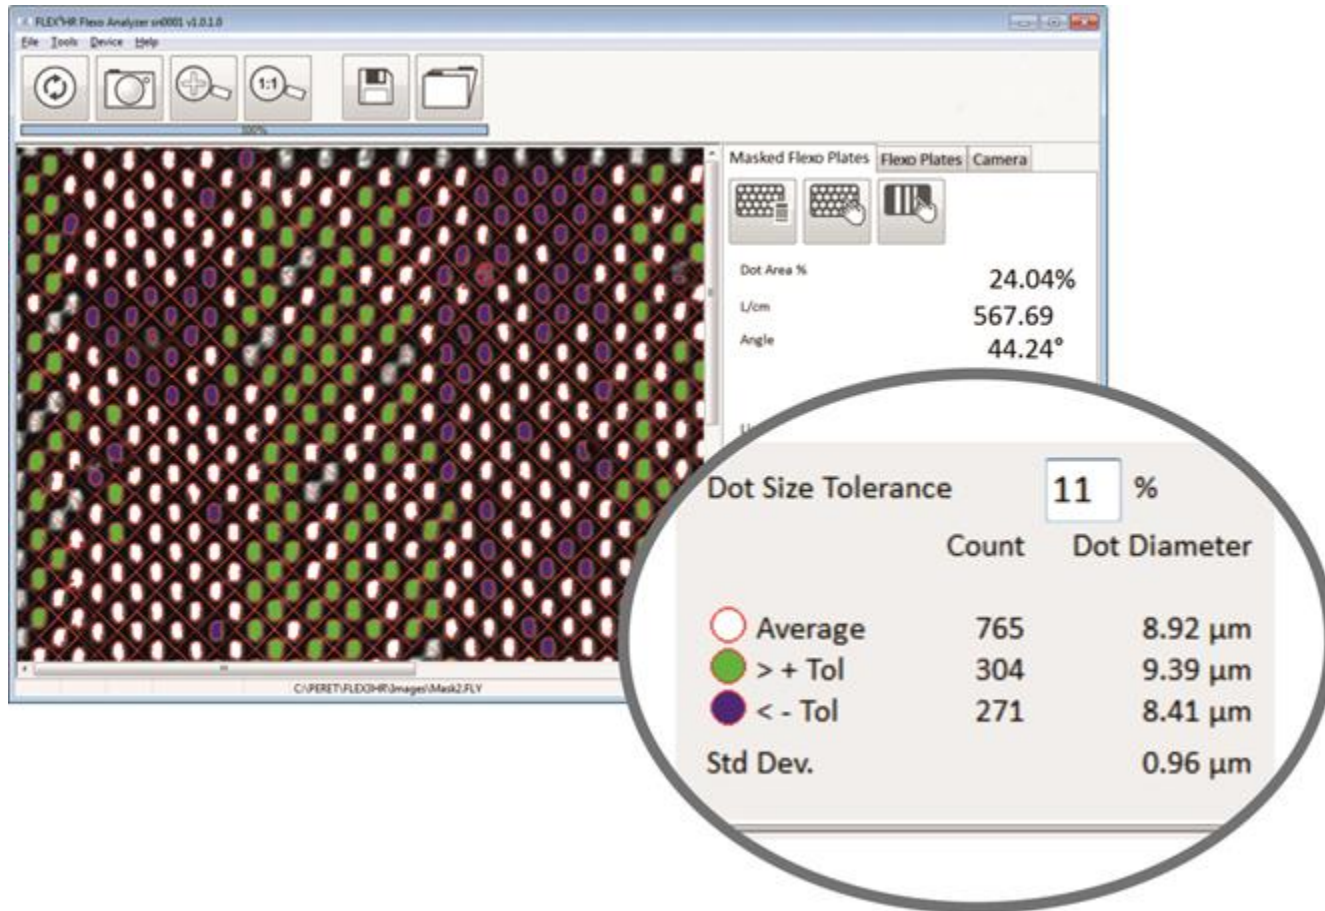 FLEX³HR Flexo Analyzer sn0001 v1.0.1.0
File Tools Device Help
1:1
100%
Masked Flexo Plates Flexo Plates Camera
Dot Area % 24.04%
L/cm 567.69
Angle 44.24°
Dot Size Tolerance 11 %
Count Dot Diameter
Average 765 8.92 µm
> + Tol 304 9.39 µm
< - Tol 271 8.41 µm
Std Dev. 0.96 µm
C:\PERET\FLEX3HR\Images\Mask2.FLY